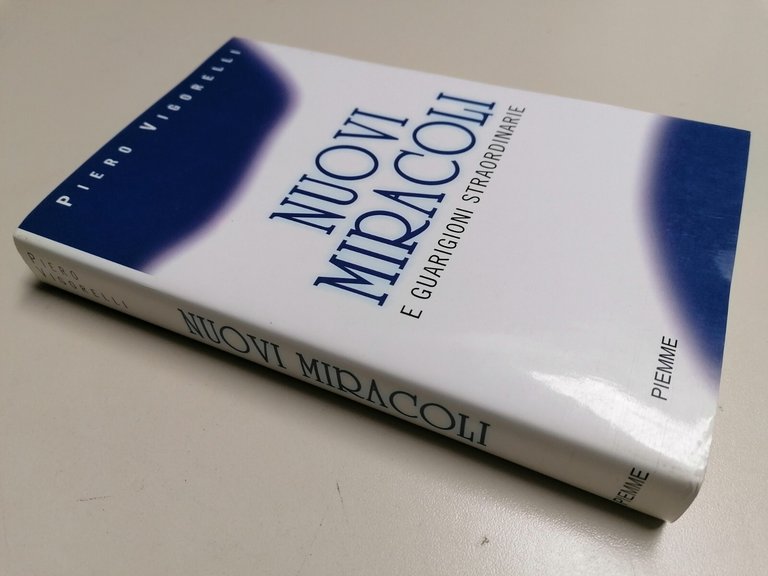 PIERO VIGORELLI
NUOVI
MIRACOLI
E GUARIGIONI STRAORDINARIE
PIEMME
PIERO
VIGORELLI
NUOVI MIRACOLI
PIEMME